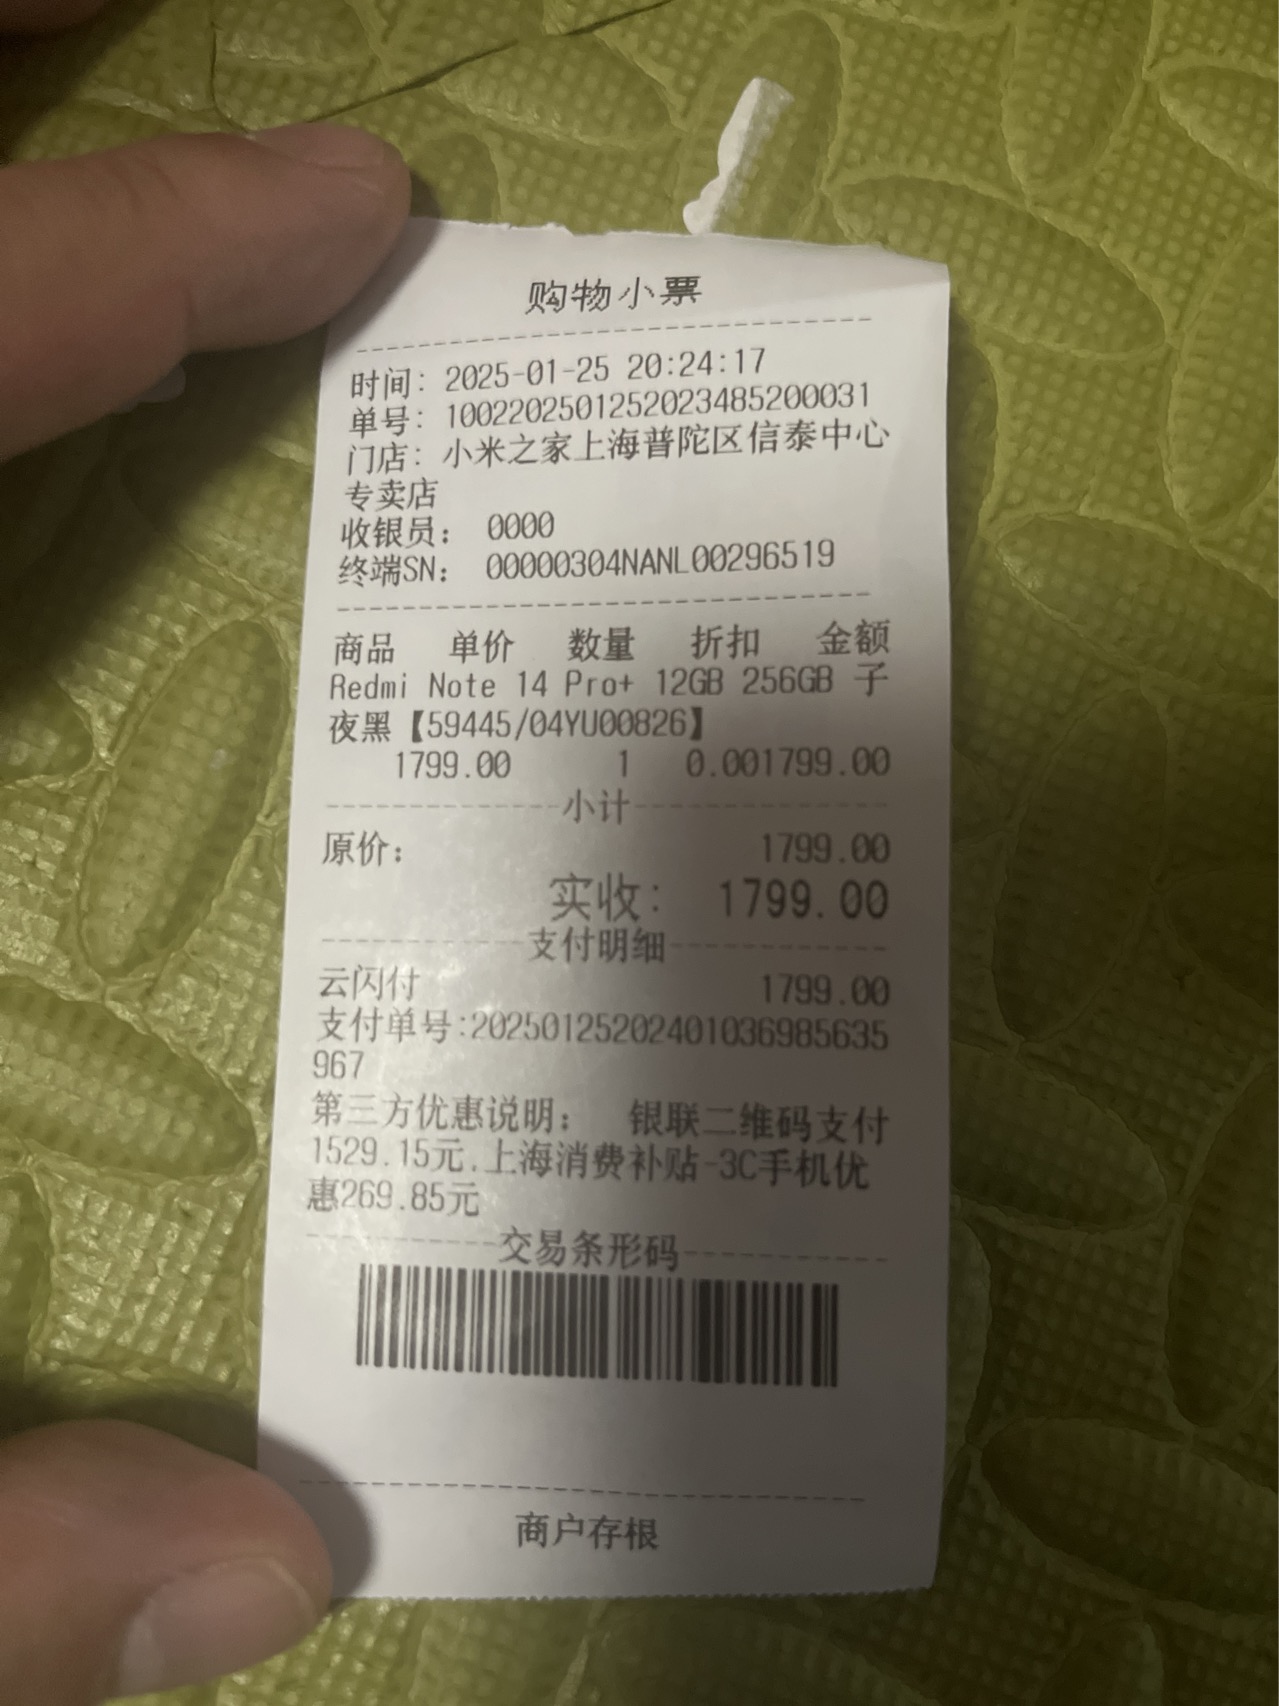 购物小票
时间: 2025-01-25 20:24:17
单号: 1002202501252023485200031
门店: 小米之家上海普陀区信泰中心
专卖店
收银员: 0000
终端SN: 00000304NANL00296519
商品 单价 数量 折扣 金额
Redmi Note 14 Pro+ 12GB 256GB 子
夜黑【59445/04YU00826】
1799.00 1 0.001799.00
小计
原价: 1799.00
实收: 1799.00
支付明细
云闪付 1799.00
支付单号:20250125202401036985635
967
第三方优惠说明: 银联二维码支付
1529.15元,上海消费补贴-3C手机优
惠269.85元
交易条形码
商户存根